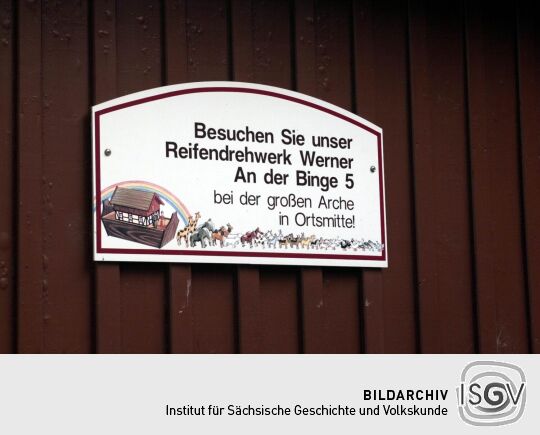 Besuchen Sie unser
Reifendrehwerk Werner
An der Binge 5
bei der großen Arche
in Ortsmitte!
BILDARCHIV
Institut für Sächsische Geschichte und Volkskunde
ISGV